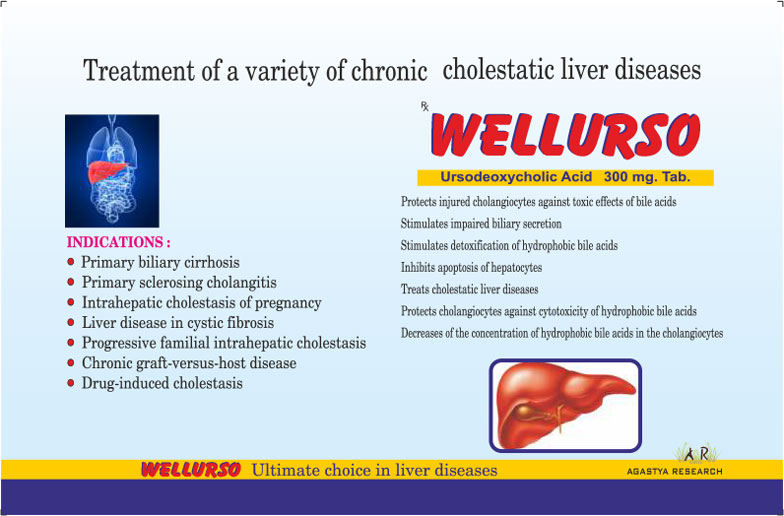 Treatment of a variety of chronic cholestatic liver diseases
INDICATIONS :
• Primary biliary cirrhosis
• Primary sclerosing cholangitis
• Intrahepatic cholestasis of pregnancy
• Liver disease in cystic fibrosis
• Progressive familial intrahepatic cholestasis
• Chronic graft-versus-host disease
• Drug-induced cholestasis
℞
WELLURSO
Ursodeoxycholic Acid 300 mg. Tab.
Protects injured cholangiocytes against toxic effects of bile acids
Stimulates impaired biliary secretion
Stimulates detoxification of hydrophobic bile acids
Inhibits apoptosis of hepatocytes
Treats cholestatic liver diseases
Protects cholangiocytes against cytotoxicity of hydrophobic bile acids
Decreases of the concentration of hydrophobic bile acids in the cholangiocytes
WELLURSO Ultimate choice in liver diseases
AR
AGASTYA RESEARCH